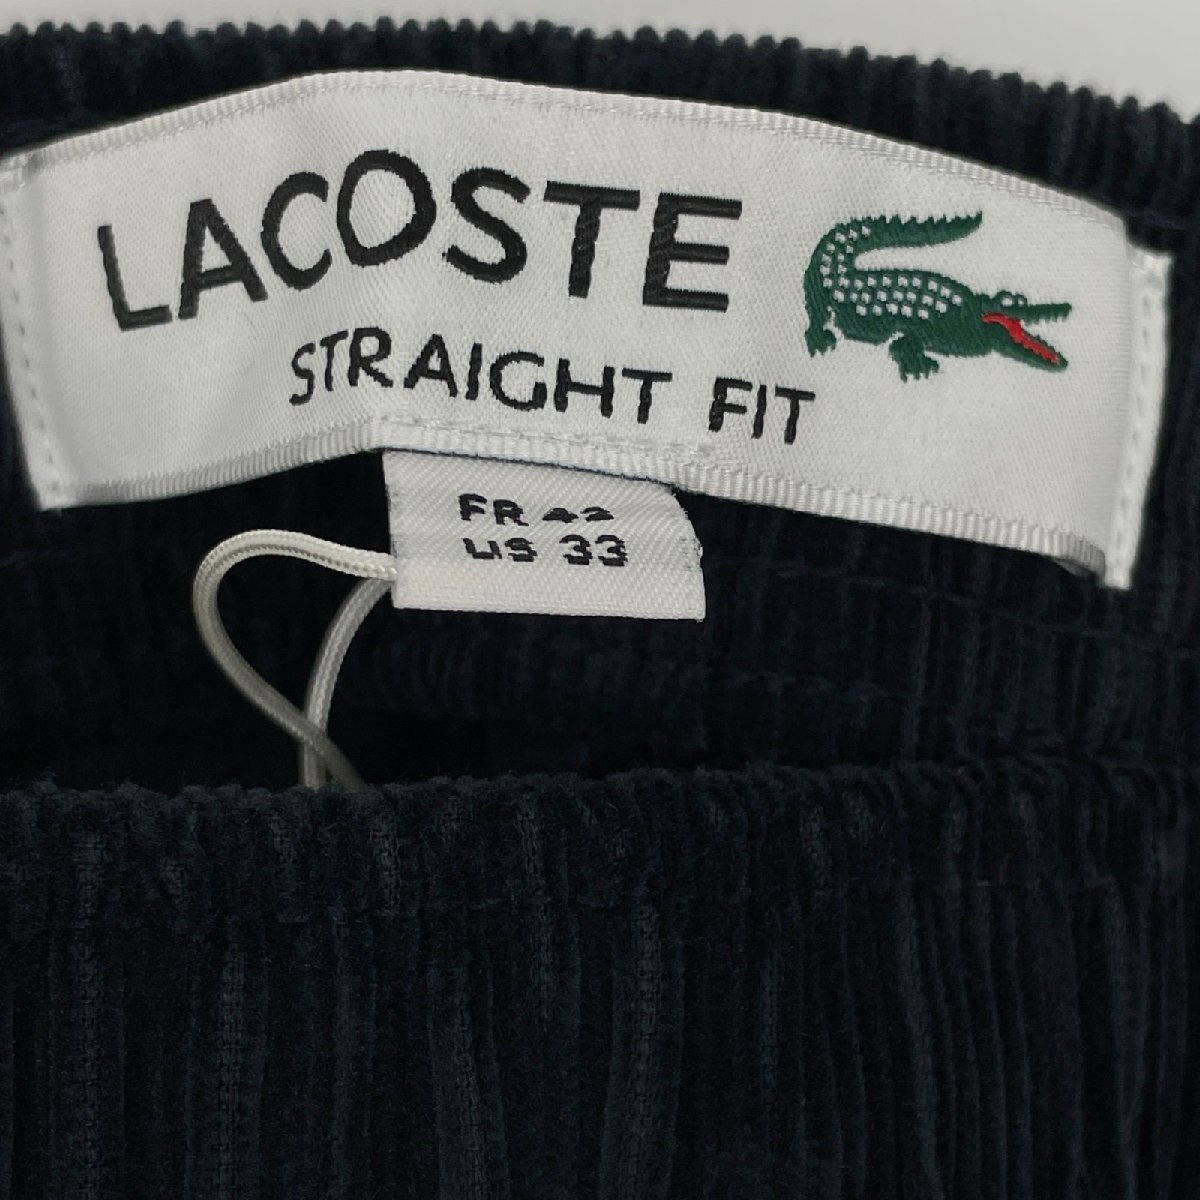 LACOSTE
STRAIGHT FIT
FR 42
US 33